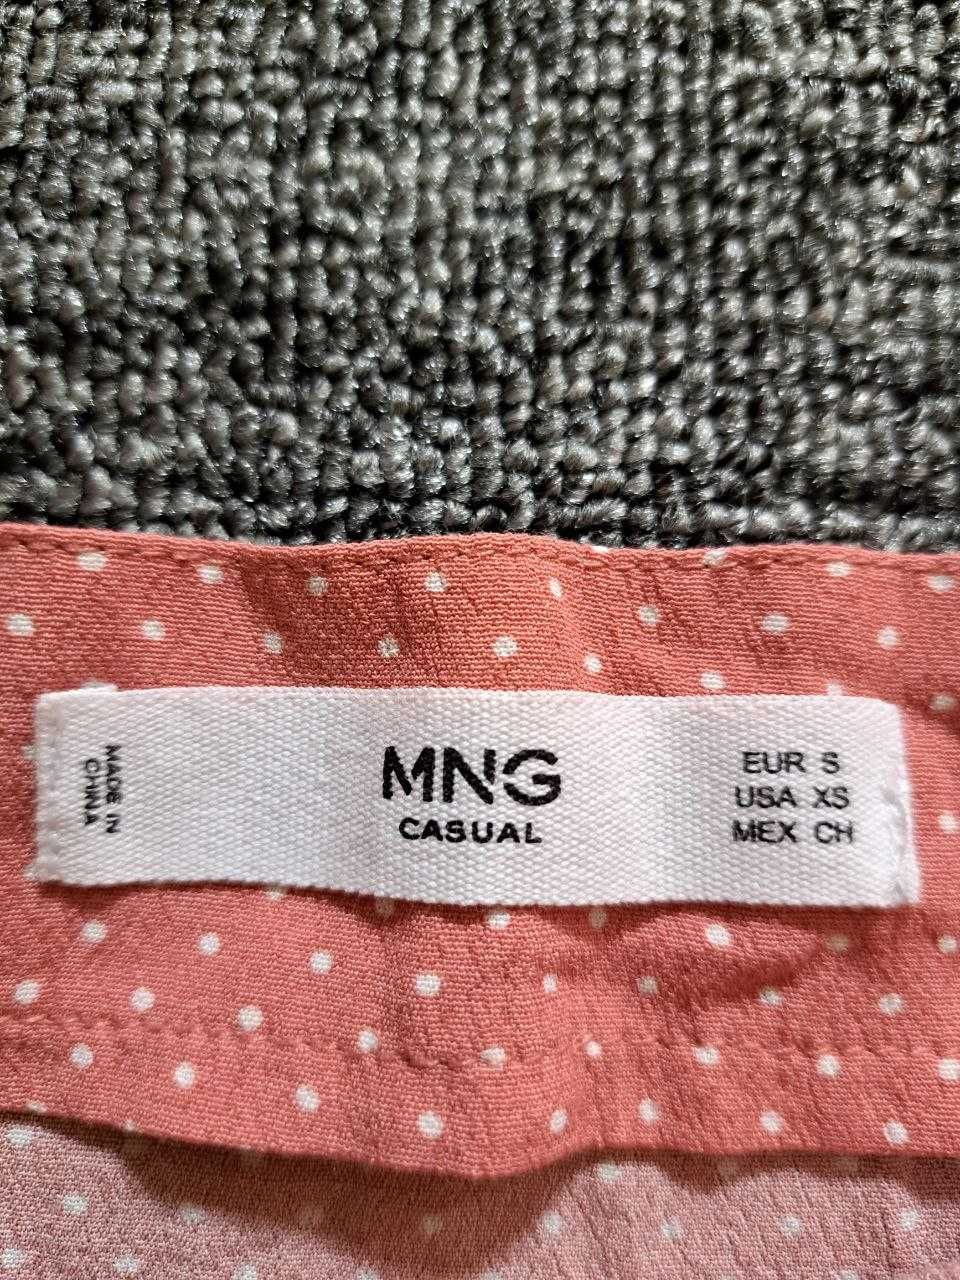 MADE IN
CHINA
MNG
CASUAL
EUR S
USA XS
MEX CH